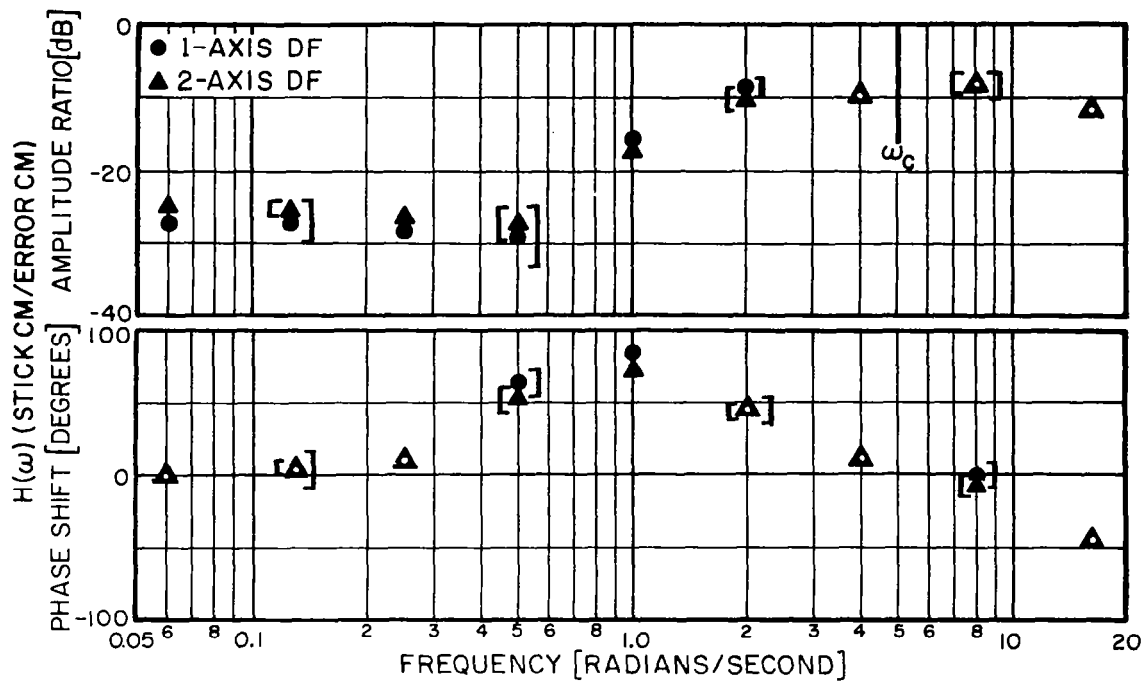 H(ω) (STICK CM/ERROR CM)
AMPLITUDE RATIO[dB]
0
-20
-40
● 1-AXIS DF
▲ 2-AXIS DF
ωc
PHASE SHIFT [DEGREES]
100
0
-100
0.05 6 8 0.1 2 3 4 5 6 8 1.0 2 3 4 5 6 8 10 20
FREQUENCY [RADIANS/SECOND]